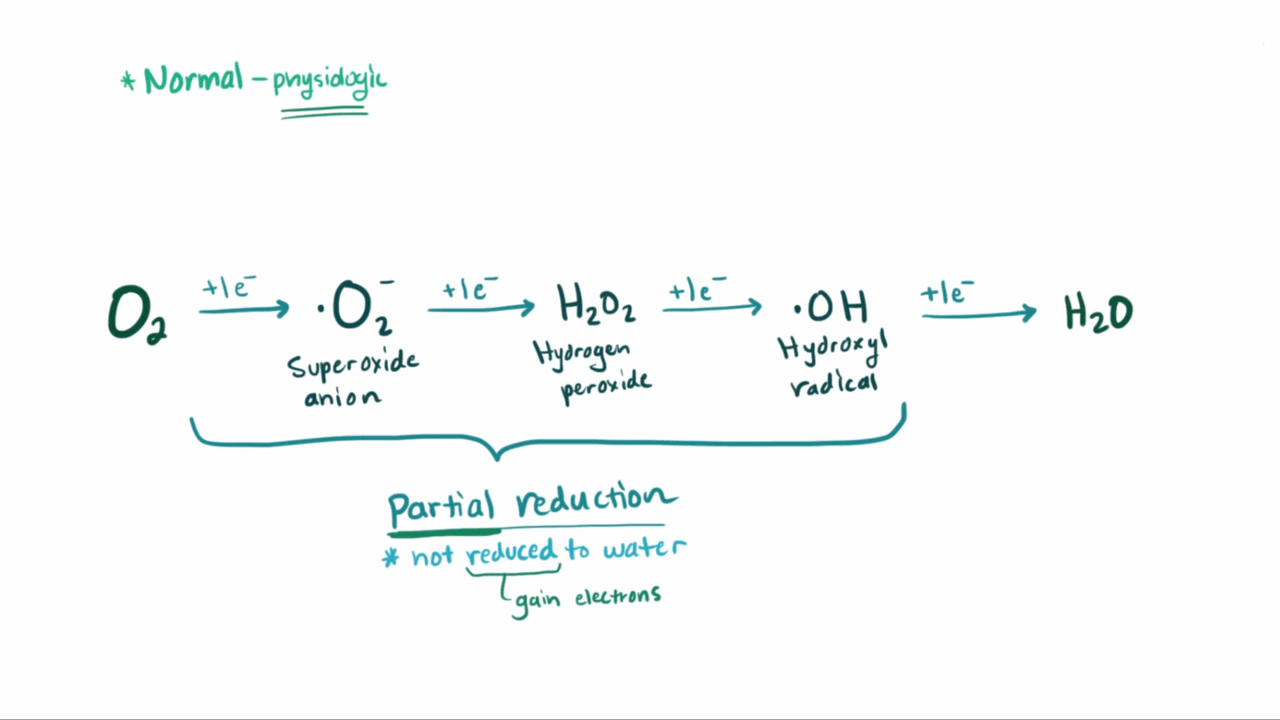 * Normal – physiologic
O₂ +1e⁻ → ·O₂⁻ +1e⁻ → H₂O₂ +1e⁻ → ·OH +1e⁻ → H₂O
Superoxide anion
Hydrogen peroxide
Hydroxyl radical
Partial reduction
* not reduced to water
gain electrons